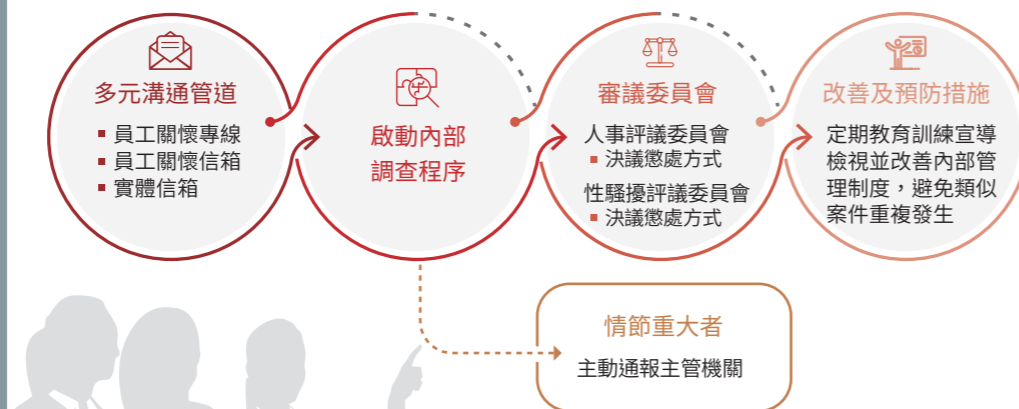 多元溝通管道
▪ 員工關懷專線
▪ 員工關懷信箱
▪ 實體信箱
啟動內部
調查程序
審議委員會
人事評議委員會
▪ 決議懲處方式
性騷擾評議委員會
▪ 決議懲處方式
改善及預防措施
定期教育訓練宣導
檢視並改善內部管
理制度，避免類似
案件重複發生
情節重大者
主動通報主管機關